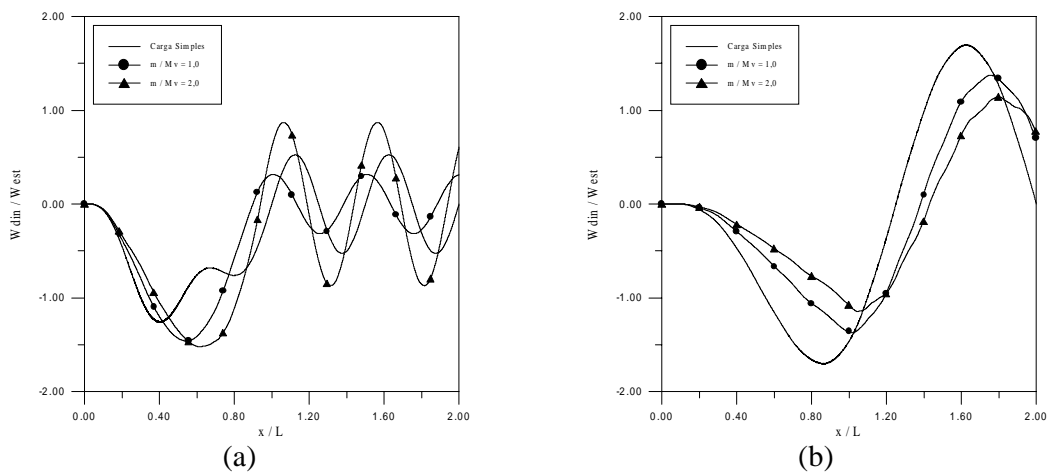 2.00
1.00
0.00
-1.00
-2.00
W din / W est
Carga Simples
m / M v = 1,0
m / M v = 2,0
0.00 0.40 0.80 1.20 1.60 2.00
x / L
(a)
2.00
1.00
0.00
-1.00
-2.00
W din / W est
Carga Simples
m / M v = 1,0
m / M v = 2,0
0.00 0.40 0.80 1.20 1.60 2.00
x / L
(b)